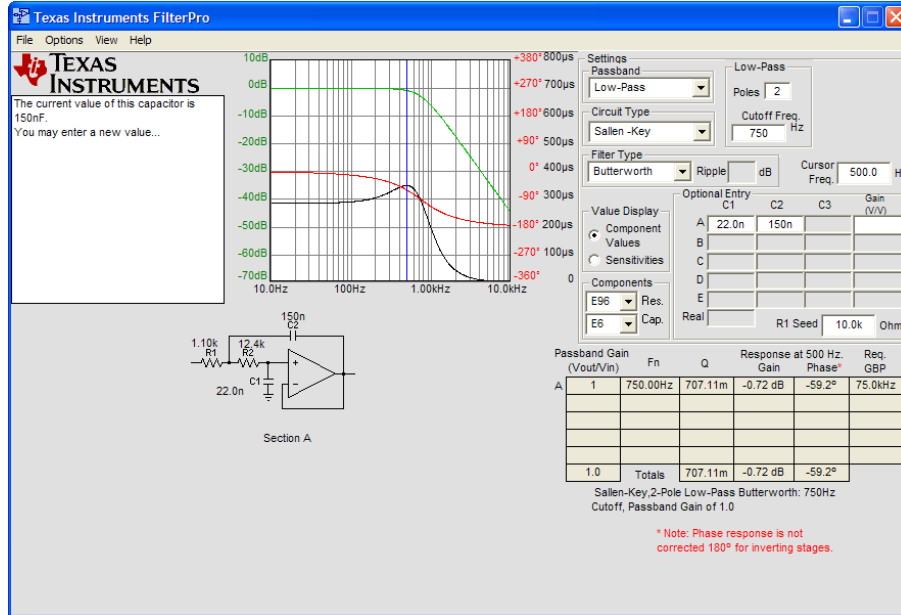 Texas Instruments FilterPro
File Options View Help
TEXAS
INSTRUMENTS
The current value of this capacitor is
150nF.
You may enter a new value...
10dB
0dB
-10dB
-20dB
-30dB
-40dB
-50dB
-60dB
-70dB
+380° 800µs
+270° 700µs
+180° 600µs
+90° 500µs
0° 400µs
-90° 300µs
-180° 200µs
-270° 100µs
-360° 0
10.0Hz 100Hz 1.00kHz 10.0kHz
Settings
Passband
Low-Pass
Low-Pass
Poles 2
Cutoff Freq.
750 Hz
Circuit Type
Sallen -Key
Filter Type
Butterworth
Ripple dB
Cursor
Freq. 500.0 H
Value Display
Component
Values
Sensitivities
Components
E96 Res.
E6 Cap.
Optional Entry
C1 C2 C3 Gain
(V/V)
A 22.0n 150n
B
C
D
E
Real
R1 Seed 10.0k Ohm
150n
C2
1.10k 12.4k
R1 R2
C1
22.0n
+
-
Section A
Passband Gain
(Vout/Vin)
Fn
Q
Response at 500 Hz.
Gain Phase*
Req.
GBP
A 1 750.00Hz 707.11m -0.72 dB -59.2º 75.0kHz
1.0 Totals 707.11m -0.72 dB -59.2º
Sallen-Key,2-Pole Low-Pass Butterworth: 750Hz
Cutoff, Passband Gain of 1.0
* Note: Phase response is not
corrected 180º for inverting stages.